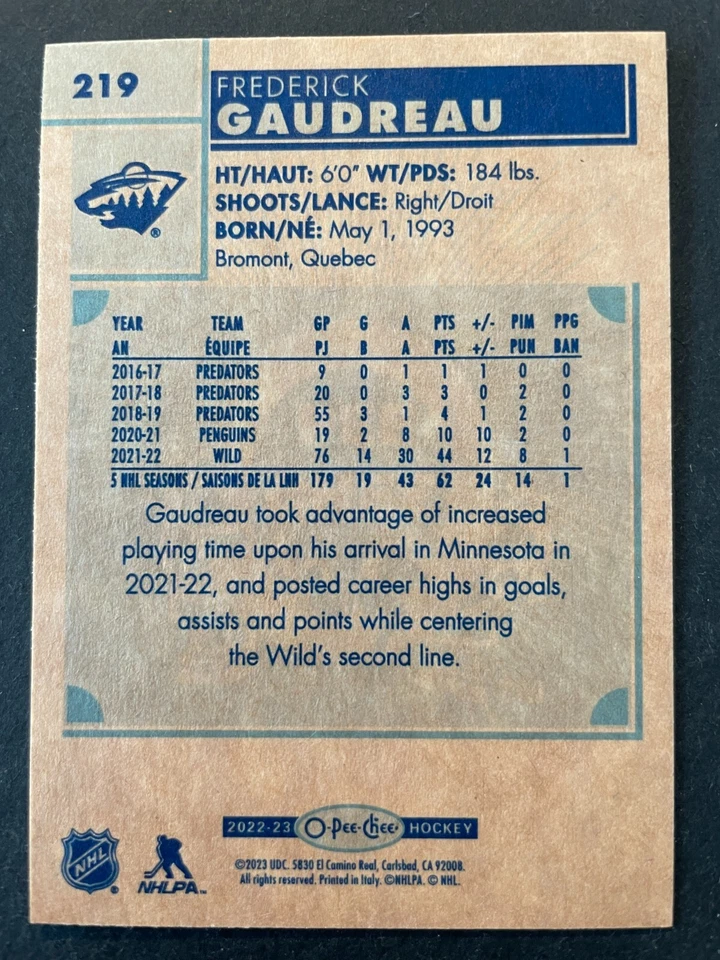 219
FREDERICK
GAUDREAU
HT/HAUT: 6'0" WT/PDS: 184 lbs.
SHOOTS/LANCE: Right/Droit
BORN/NÉ: May 1, 1993
Bromont, Quebec
®
YEAR TEAM GP G A PTS +/- PIM PPG
AN ÉQUIPE PJ B A PTS +/- PUN BAN
2016-17 PREDATORS 9 0 1 1 1 0 0
2017-18 PREDATORS 20 0 3 3 0 2 0
2018-19 PREDATORS 55 3 1 4 1 2 0
2020-21 PENGUINS 19 2 8 10 10 2 0
2021-22 WILD 76 14 30 44 12 8 1
5 NHL SEASONS / SAISONS DE LA LNH 179 19 43 62 24 14 1
Gaudreau took advantage of increased
playing time upon his arrival in Minnesota in
2021-22, and posted career highs in goals,
assists and points while centering
the Wild's second line.
2022-23 O-Pee-Chee® HOCKEY
NHL ®
NHLPA™
©2023 UDC. 5830 El Camino Real, Carlsbad, CA 92008.
All rights reserved. Printed in Italy. ©NHLPA. © NHL.